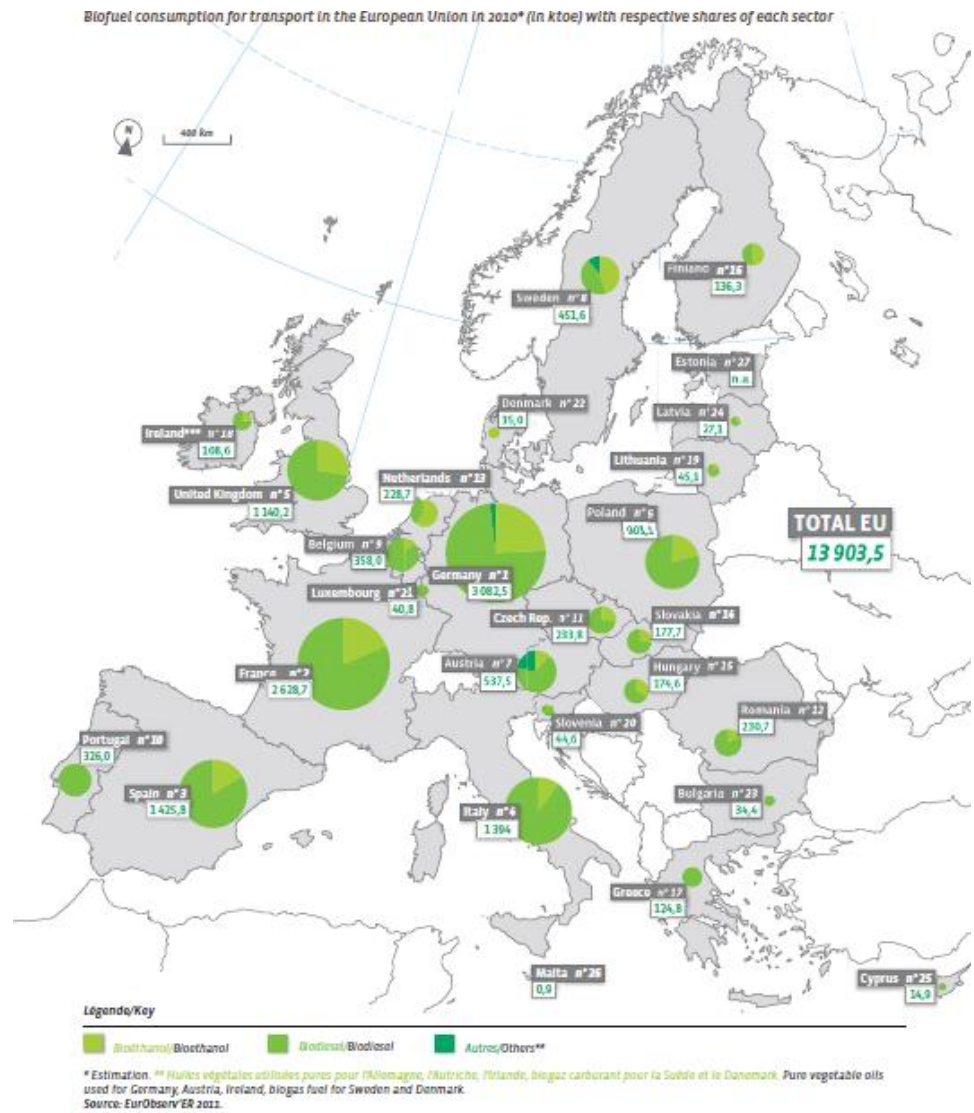 Biofuel consumption for transport in the European Union in 2010* (in ktoe) with respective shares of each sector
N
400 km
Finland n°16
136,3
Sweden n°8
451,6
Estonia n°27
n.a.
Denmark n°22
35,0
Latvia n°24
27,1
Ireland*** n°18
108,6
Lithuania n°19
45,1
Netherlands n°13
228,7
United Kingdom n°5
1 140,2
Poland n°6
TOTAL EU
13 903,5
Belgium n°9
358,0
Germany n°1
3 082,5
Luxembourg n°21
40,8
Czech Rep. n°11
233,8
Slovakia n°14
177,7
Austria n°7
537,5
Hungary n°15
174,6
France n°2
2 628,7
Slovenia n°20
44,6
Romania n°12
230,7
Portugal n°10
326,0
Spain n°3
1 425,8
Italy n°4
1 394
Bulgaria n°23
34,4
Greece n°17
124,8
Malta n°26
0,9
Cyprus n°25
14,9
Légende/Key
Bioéthanol/Bioethanol
Biodiesel/Biodiesel
Autres/Others**
* Estimation. ** Huiles végétales utilisées pures pour l'Allemagne, l'Autriche, l'Irlande, biogaz carburant pour la Suède et le Danemark. Pure vegetable oils
used for Germany, Austria, Ireland, biogas fuel for Sweden and Denmark.
Source: EurObserv'ER 2011.